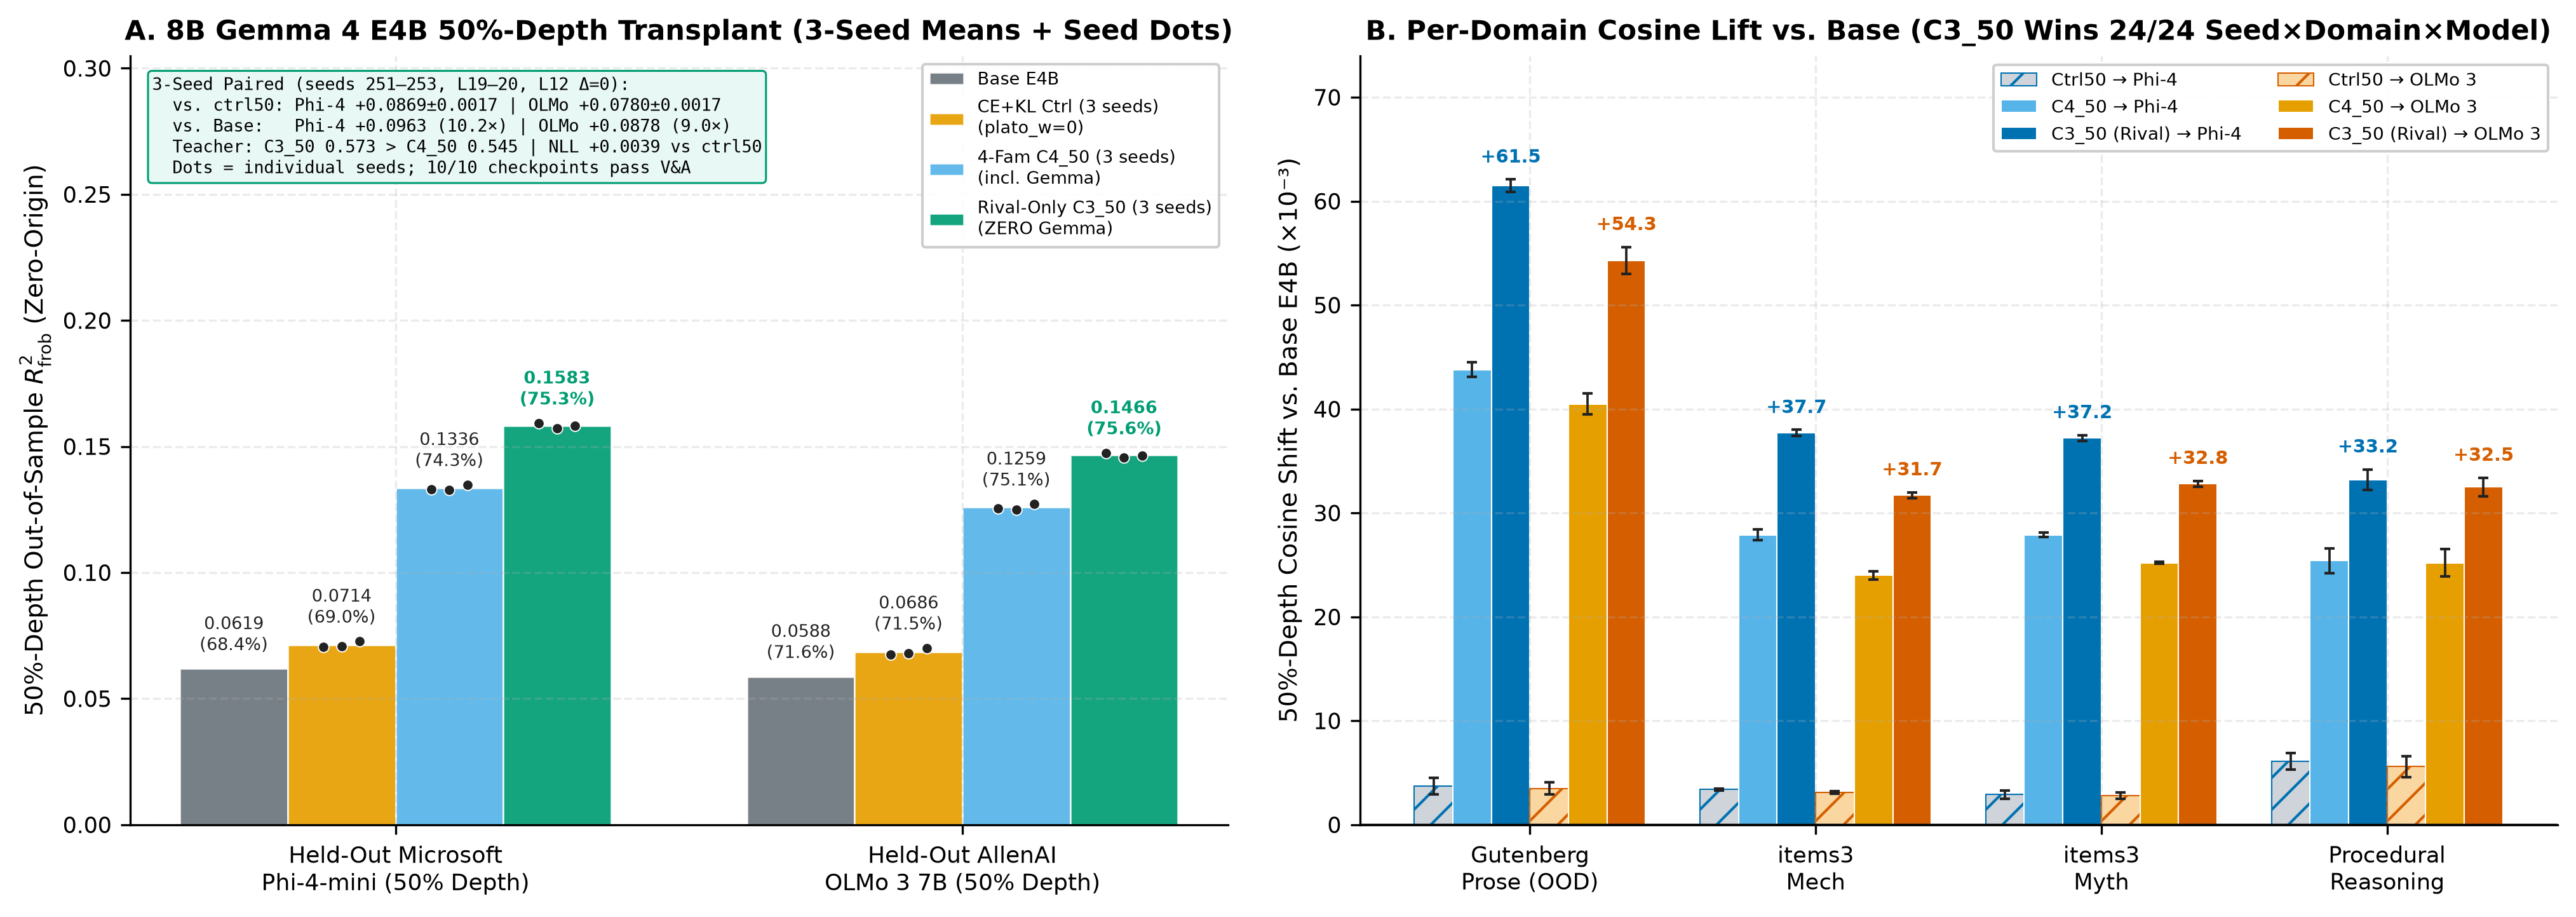 A. 8B Gemma 4 E4B 50%-Depth Transplant (3-Seed Means + Seed Dots)
50%-Depth Out-of-Sample R²frob (Zero-Origin)
0.30
0.25
0.20
0.15
0.10
0.05
0.00
3-Seed Paired (seeds 251–253, L19–20, L12 Δ=0):
vs. ctrl50: Phi-4 +0.0869±0.0017 | OLMo +0.0780±0.0017
vs. Base: Phi-4 +0.0963 (10.2×) | OLMo +0.0878 (9.0×)
Teacher: C3_50 0.573 > C4_50 0.545 | NLL +0.0039 vs ctrl50
Dots = individual seeds; 10/10 checkpoints pass V&A
Base E4B
CE+KL Ctrl (3 seeds)
(plato_w=0)
4-Fam C4_50 (3 seeds)
(incl. Gemma)
Rival-Only C3_50 (3 seeds)
(ZERO Gemma)
0.0619
(68.4%)
0.0714
(69.0%)
0.1336
(74.3%)
0.1583
(75.3%)
0.0588
(71.6%)
0.0686
(71.5%)
0.1259
(75.1%)
0.1466
(75.6%)
Held-Out Microsoft
Phi-4-mini (50% Depth)
Held-Out AllenAI
OLMo 3 7B (50% Depth)
B. Per-Domain Cosine Lift vs. Base (C3_50 Wins 24/24 Seed×Domain×Model)
50%-Depth Cosine Shift vs. Base E4B (×10⁻³)
70
60
50
40
30
20
10
0
Ctrl50 → Phi-4
C4_50 → Phi-4
C3_50 (Rival) → Phi-4
Ctrl50 → OLMo 3
C4_50 → OLMo 3
C3_50 (Rival) → OLMo 3
+61.5
+54.3
+37.7
+31.7
+37.2
+32.8
+33.2
+32.5
Gutenberg
Prose (OOD)
items3
Mech
items3
Myth
Procedural
Reasoning